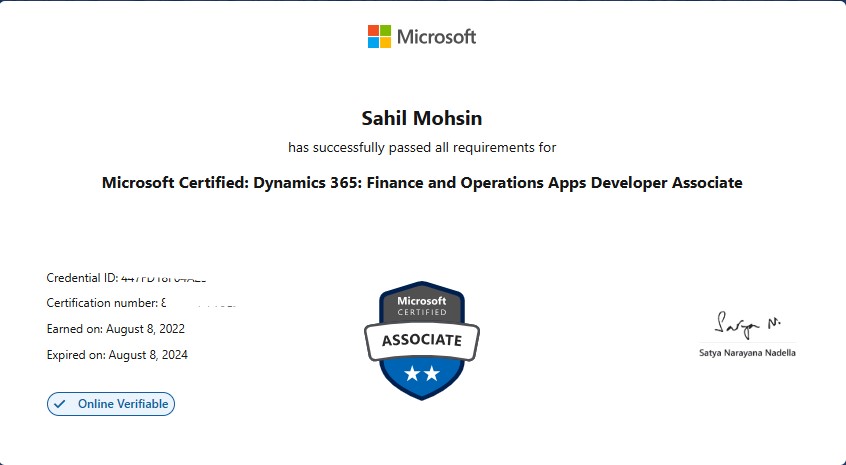 Microsoft
Sahil Mohsin
has successfully passed all requirements for
Microsoft Certified: Dynamics 365: Finance and Operations Apps Developer Associate
Credential ID:
Certification number:
Earned on: August 8, 2022
Expired on: August 8, 2024
Online Verifiable
Microsoft
CERTIFIED
ASSOCIATE
Satya N.
Satya Narayana Nadella